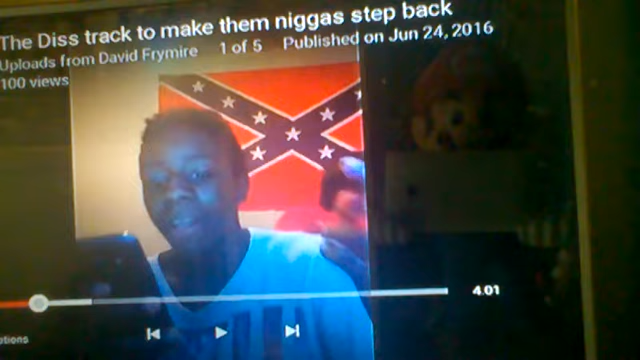 The Diss track to make them niggas step back
Uploads from David Frymire 1 of 5 Published on Jun 24, 2016
100 views
4:01
ptions